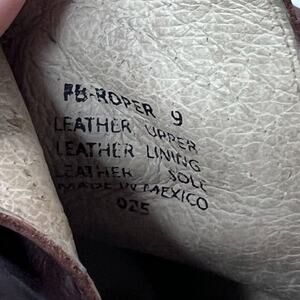 FB-ROPER 9
LEATHER UPPER
LEATHER LINING
LEATHER SOLE
MADE IN MEXICO
025